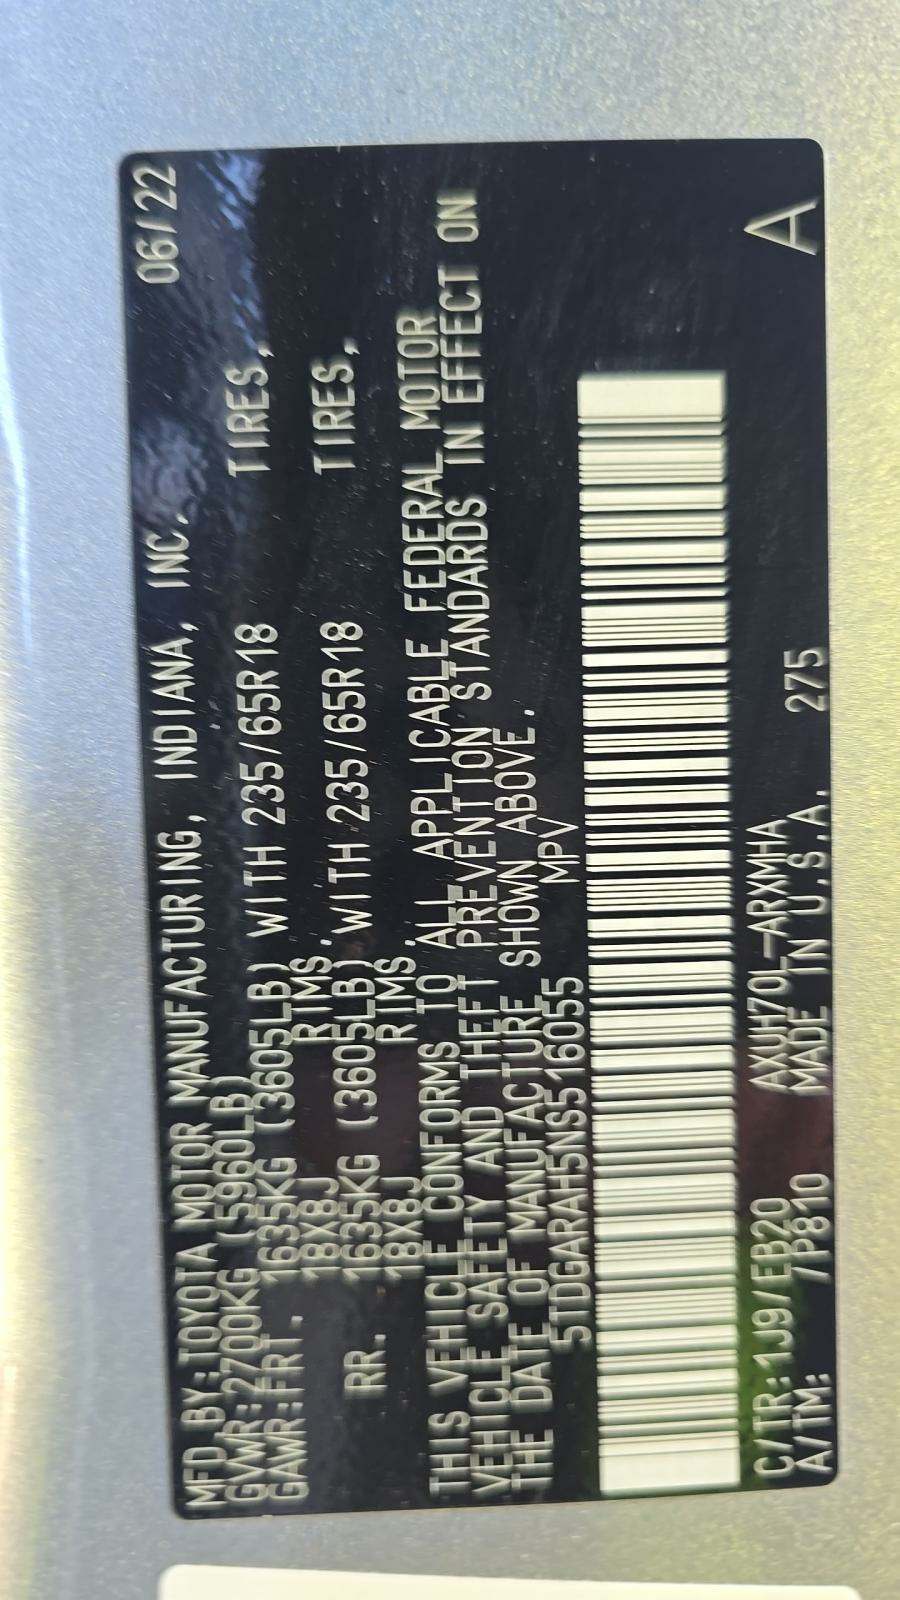 MFD BY: TOYOTA MOTOR MANUFACTURING, INDIANA, INC. 06/22
GVWR: 2700KG (5960LB)
GAWR: FRT. 1635KG (3605LB) WITH 235/65R18 TIRES,
18X8J RIMS.
RR. 1635KG (3605LB) WITH 235/65R18 TIRES,
18X8J RIMS.
THIS VEHICLE CONFORMS TO ALL APPLICABLE FEDERAL MOTOR
VEHICLE SAFETY AND THEFT PREVENTION STANDARDS IN EFFECT ON
THE DATE OF MANUFACTURE SHOWN ABOVE.
5TDGARAH5NS516055 MPV
C/TR: 1J9/EB20 AXUH70L-ARXMHA A
A/TM: /P810 MADE IN U.S.A. 275